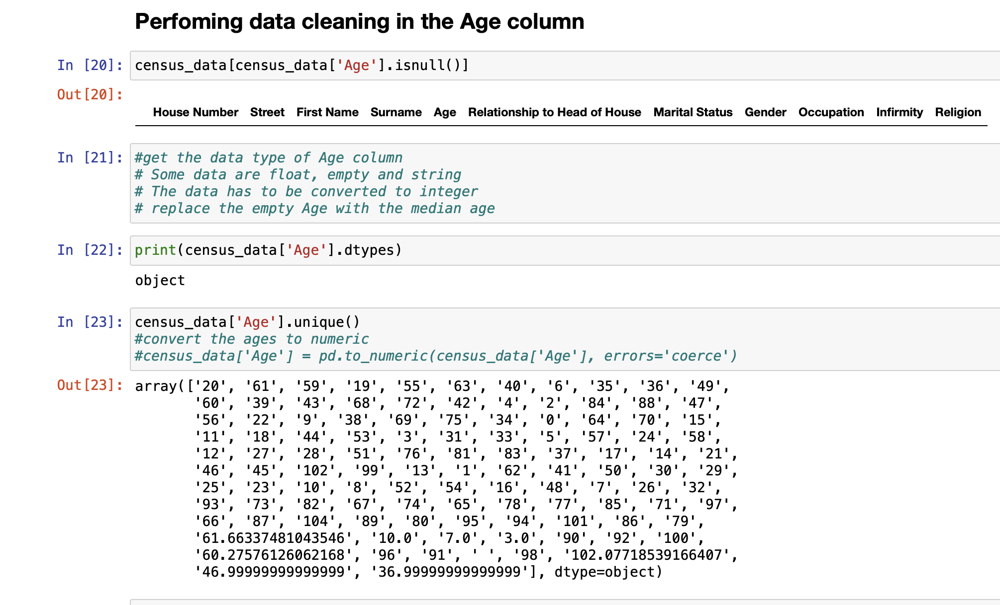 Perfoming data cleaning in the Age column
In [20]: census_data[census_data['Age'].isnull()]
Out[20]:
House Number Street First Name Surname Age Relationship to Head of House Marital Status Gender Occupation Infirmity Religion
In [21]: #get the data type of Age column
# Some data are float, empty and string
# The data has to be converted to integer
# replace the empty Age with the median age
In [22]: print(census_data['Age'].dtypes)
object
In [23]: census_data['Age'].unique()
#convert the ages to numeric
#census_data['Age'] = pd.to_numeric(census_data['Age'], errors='coerce')
Out[23]: array(['20', '61', '59', '19', '55', '63', '40', '6', '35', '36', '49',
'60', '39', '43', '68', '72', '42', '4', '2', '84', '88', '47',
'56', '22', '9', '38', '69', '75', '34', '0', '64', '70', '15',
'11', '18', '44', '53', '3', '31', '33', '5', '57', '24', '58',
'12', '27', '28', '51', '76', '81', '83', '37', '17', '14', '21',
'46', '45', '102', '99', '13', '1', '62', '41', '50', '30', '29',
'25', '23', '10', '8', '52', '54', '16', '48', '7', '26', '32',
'93', '73', '82', '67', '74', '65', '78', '77', '85', '71', '97',
'66', '87', '104', '89', '80', '95', '94', '101', '86', '79',
'61.66337481043546', '10.0', '7.0', '3.0', '90', '92', '100',
'60.27576126062168', '96', '91', ' ', '98', '102.07718539166407',
'46.99999999999999', '36.99999999999999'], dtype=object)